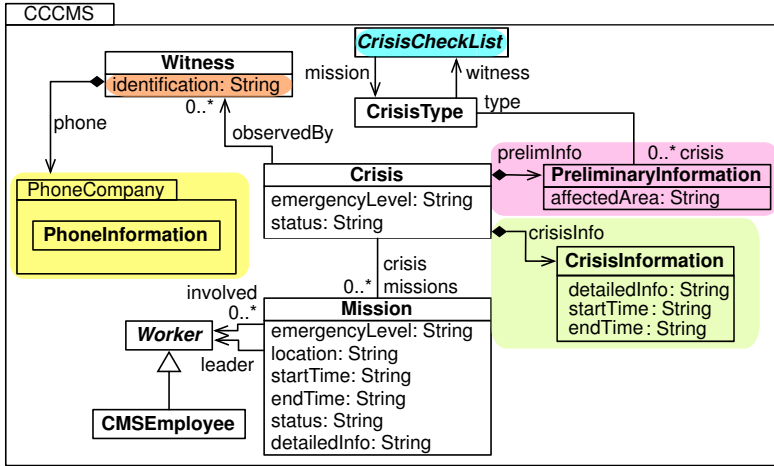 CCCMS
CrisisCheckList
Witness
identification: String
mission
witness
0..*
CrisisType
type
phone
observedBy
prelimInfo
0..* crisis
PhoneCompany
PhoneInformation
Crisis
emergencyLevel: String
status: String
PreliminaryInformation
affectedArea: String
crisisInfo
CrisisInformation
detailedInfo: String
startTime: String
endTime: String
crisis
0..* missions
involved
0..*
Worker
leader
Mission
emergencyLevel: String
location: String
startTime: String
endTime: String
status: String
detailedInfo: String
CMSEmployee